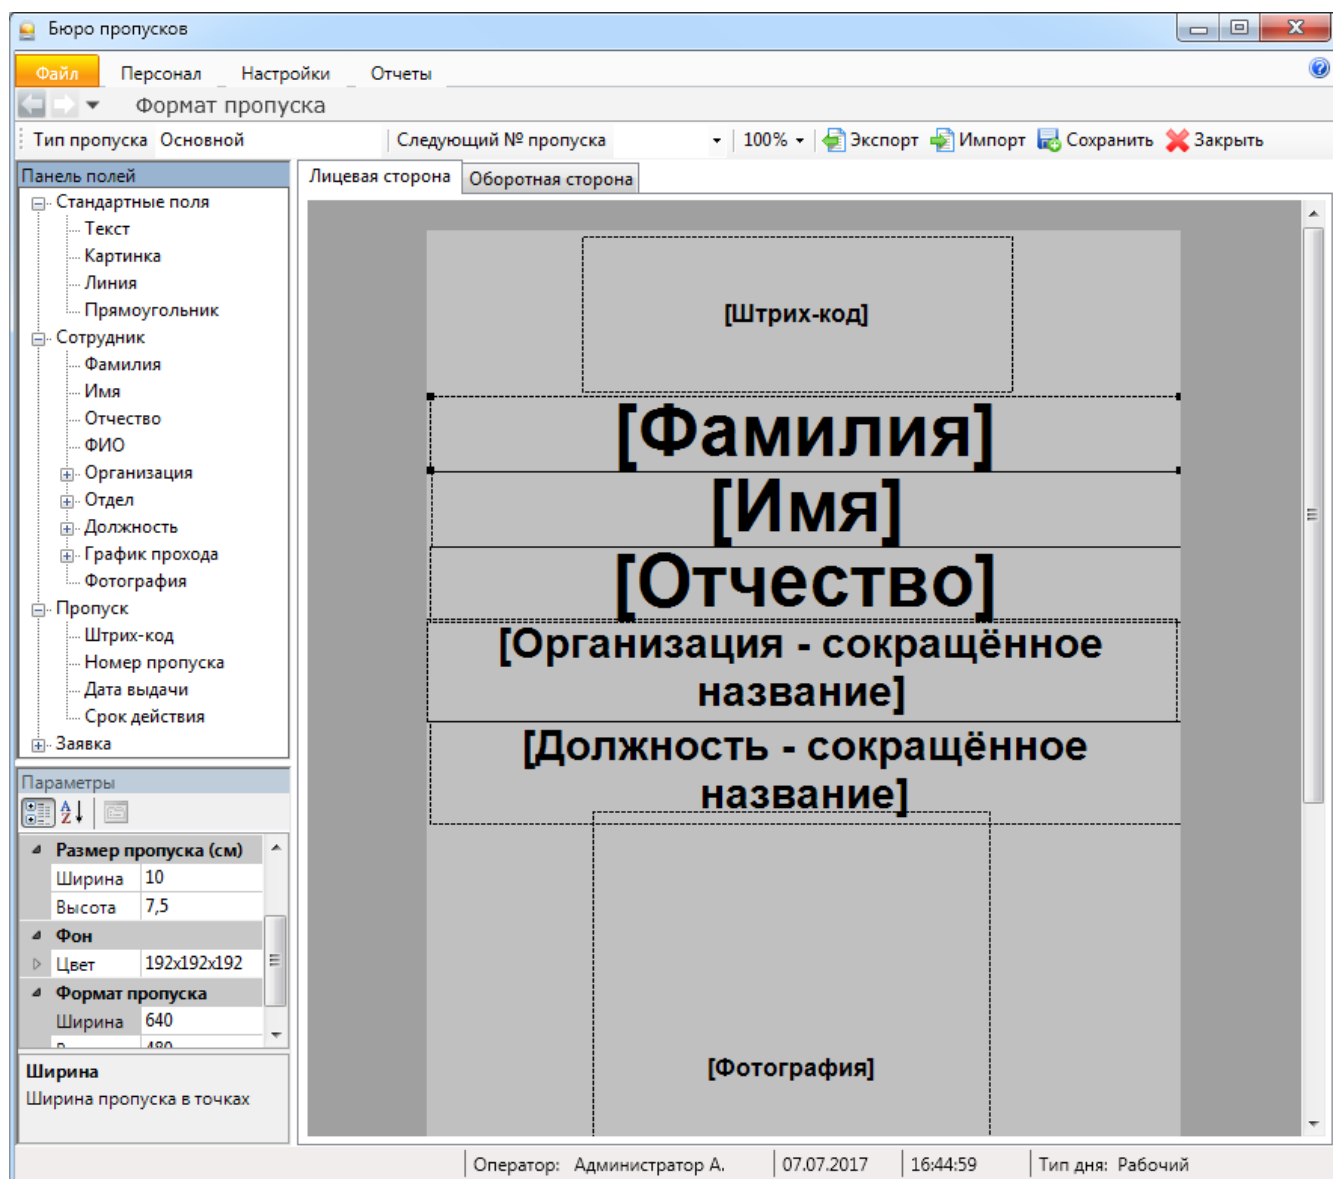 Бюро пропусков
Файл Персонал Настройки Отчеты
Формат пропуска
Тип пропуска Основной Следующий № пропуска 100% Экспорт Импорт Сохранить Закрыть
Панель полей
Стандартные поля
Текст
Картинка
Линия
Прямоугольник
Сотрудник
Фамилия
Имя
Отчество
ФИО
Организация
Отдел
Должность
График прохода
Фотография
Пропуск
Штрих-код
Номер пропуска
Дата выдачи
Срок действия
Заявка
Параметры
Размер пропуска (см)
Ширина 10
Высота 7,5
Фон
Цвет 192x192x192
Формат пропуска
Ширина 640
480
Ширина
Ширина пропуска в точках
Лицевая сторона Оборотная сторона
[Штрих-код]
[Фамилия]
[Имя]
[Отчество]
[Организация - сокращённое
название]
[Должность - сокращённое
название]
[Фотография]
Оператор: Администратор А. 07.07.2017 16:44:59 Тип дня: Рабочий